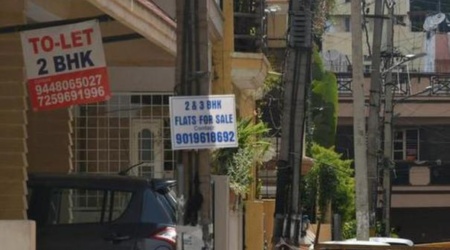 TO-LET
2 BHK
9448065027
7259691996
2 & 3 BHK
FLATS FOR SALE
Contact
9019618692